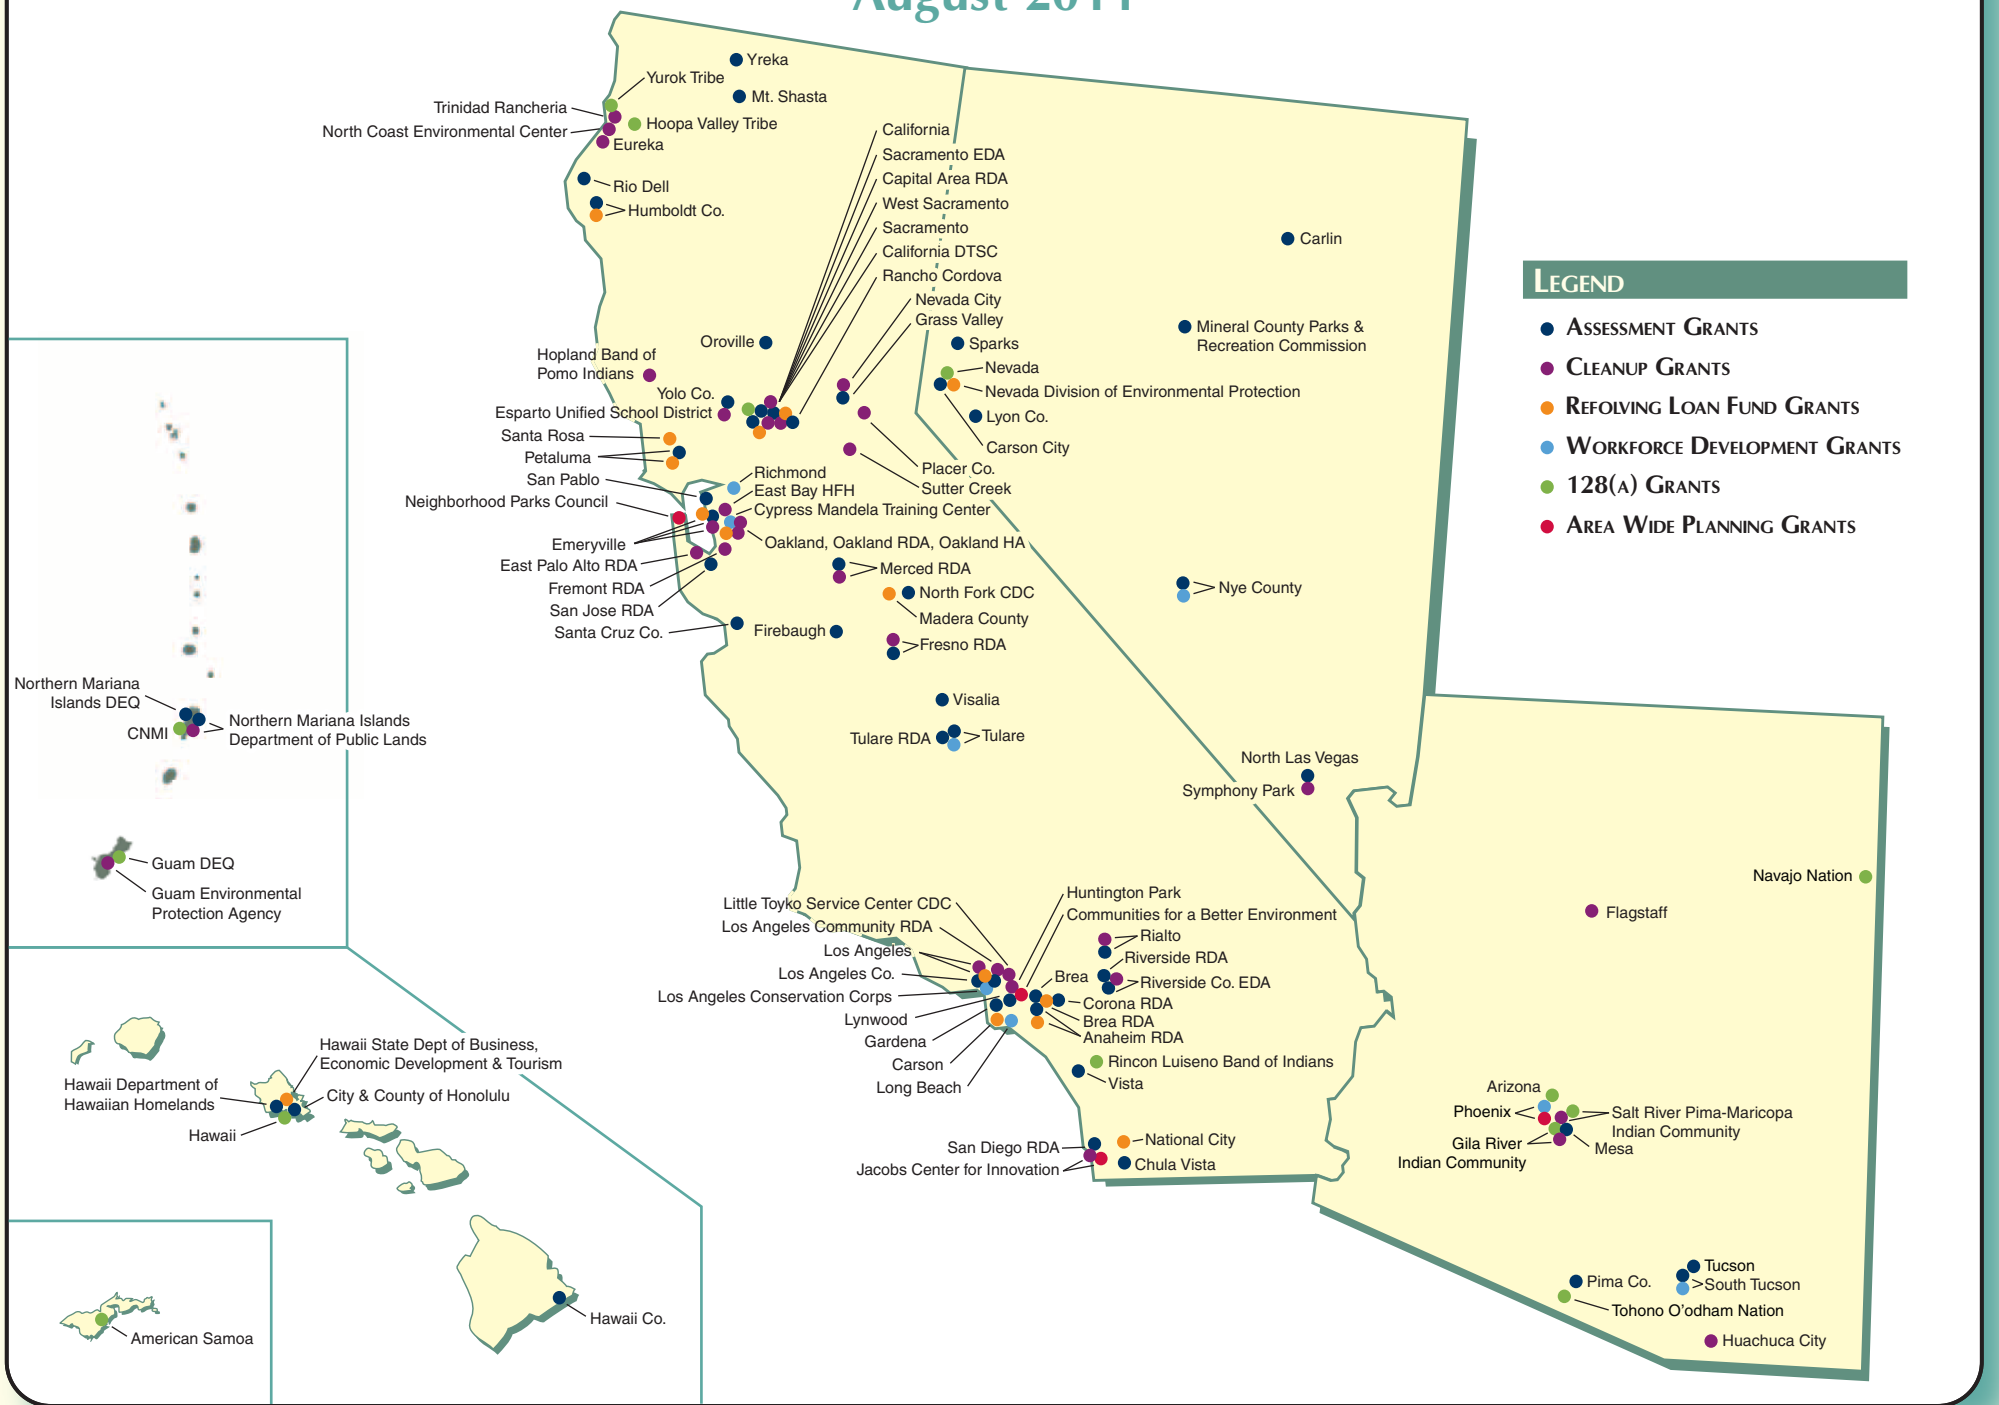 August 2011
Yreka
Yurok Tribe
Mt. Shasta
Trinidad Rancheria
North Coast Environmental Center
Hoopa Valley Tribe
Eureka
Rio Dell
Humboldt Co.
California
Sacramento EDA
Capital Area RDA
West Sacramento
Sacramento
California DTSC
Rancho Cordova
Nevada City
Grass Valley
Carlin
Mineral County Parks &
Recreation Commission
Oroville
Sparks
Hopland Band of
Pomo Indians
Nevada
Nevada Division of Environmental Protection
Yolo Co.
Esparto Unified School District
Lyon Co.
Carson City
Santa Rosa
Petaluma
Placer Co.
Sutter Creek
San Pablo
Richmond
East Bay HFH
Neighborhood Parks Council
Cypress Mandela Training Center
Emeryville
Oakland, Oakland RDA, Oakland HA
East Palo Alto RDA
Merced RDA
Fremont RDA
North Fork CDC
San Jose RDA
Madera County
Santa Cruz Co.
Firebaugh
Fresno RDA
Nye County
Visalia
Tulare RDA
Tulare
North Las Vegas
Symphony Park
LEGEND
ASSESSMENT GRANTS
CLEANUP GRANTS
REFOLVING LOAN FUND GRANTS
WORKFORCE DEVELOPMENT GRANTS
128(A) GRANTS
AREA WIDE PLANNING GRANTS
Northern Mariana
Islands DEQ
CNMI
Northern Mariana Islands
Department of Public Lands
Guam DEQ
Guam Environmental
Protection Agency
Little Toyko Service Center CDC
Los Angeles Community RDA
Los Angeles
Los Angeles Co.
Los Angeles Conservation Corps
Lynwood
Gardena
Carson
Long Beach
Huntington Park
Communities for a Better Environment
Rialto
Riverside RDA
Brea
Riverside Co. EDA
Corona RDA
Brea RDA
Anaheim RDA
Rincon Luiseno Band of Indians
Vista
San Diego RDA
Jacobs Center for Innovation
National City
Chula Vista
Navajo Nation
Flagstaff
Arizona
Phoenix
Salt River Pima-Maricopa
Indian Community
Gila River
Indian Community
Mesa
Tucson
Pima Co.
South Tucson
Tohono O'odham Nation
Huachuca City
Hawaii State Dept of Business,
Economic Development & Tourism
Hawaii Department of
Hawaiian Homelands
City & County of Honolulu
Hawaii
Hawaii Co.
American Samoa